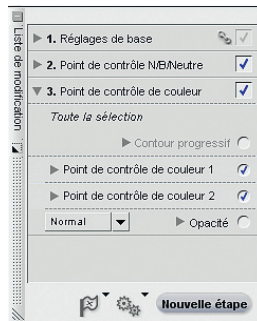 Liste de modification
1. Réglages de base
2. Point de contrôle N/B/Neutre
3. Point de contrôle de couleur
Toute la sélection
Contour progressif
Point de contrôle de couleur 1
Point de contrôle de couleur 2
Normal
Opacité
Nouvelle étape